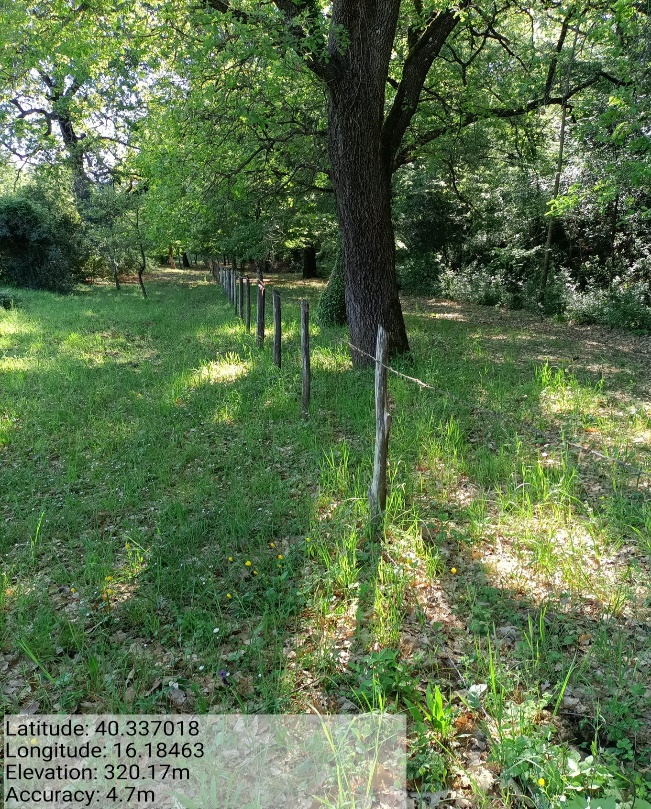 Latitude: 40.337018
Longitude: 16.18463
Elevation: 320.17m
Accuracy: 4.7m